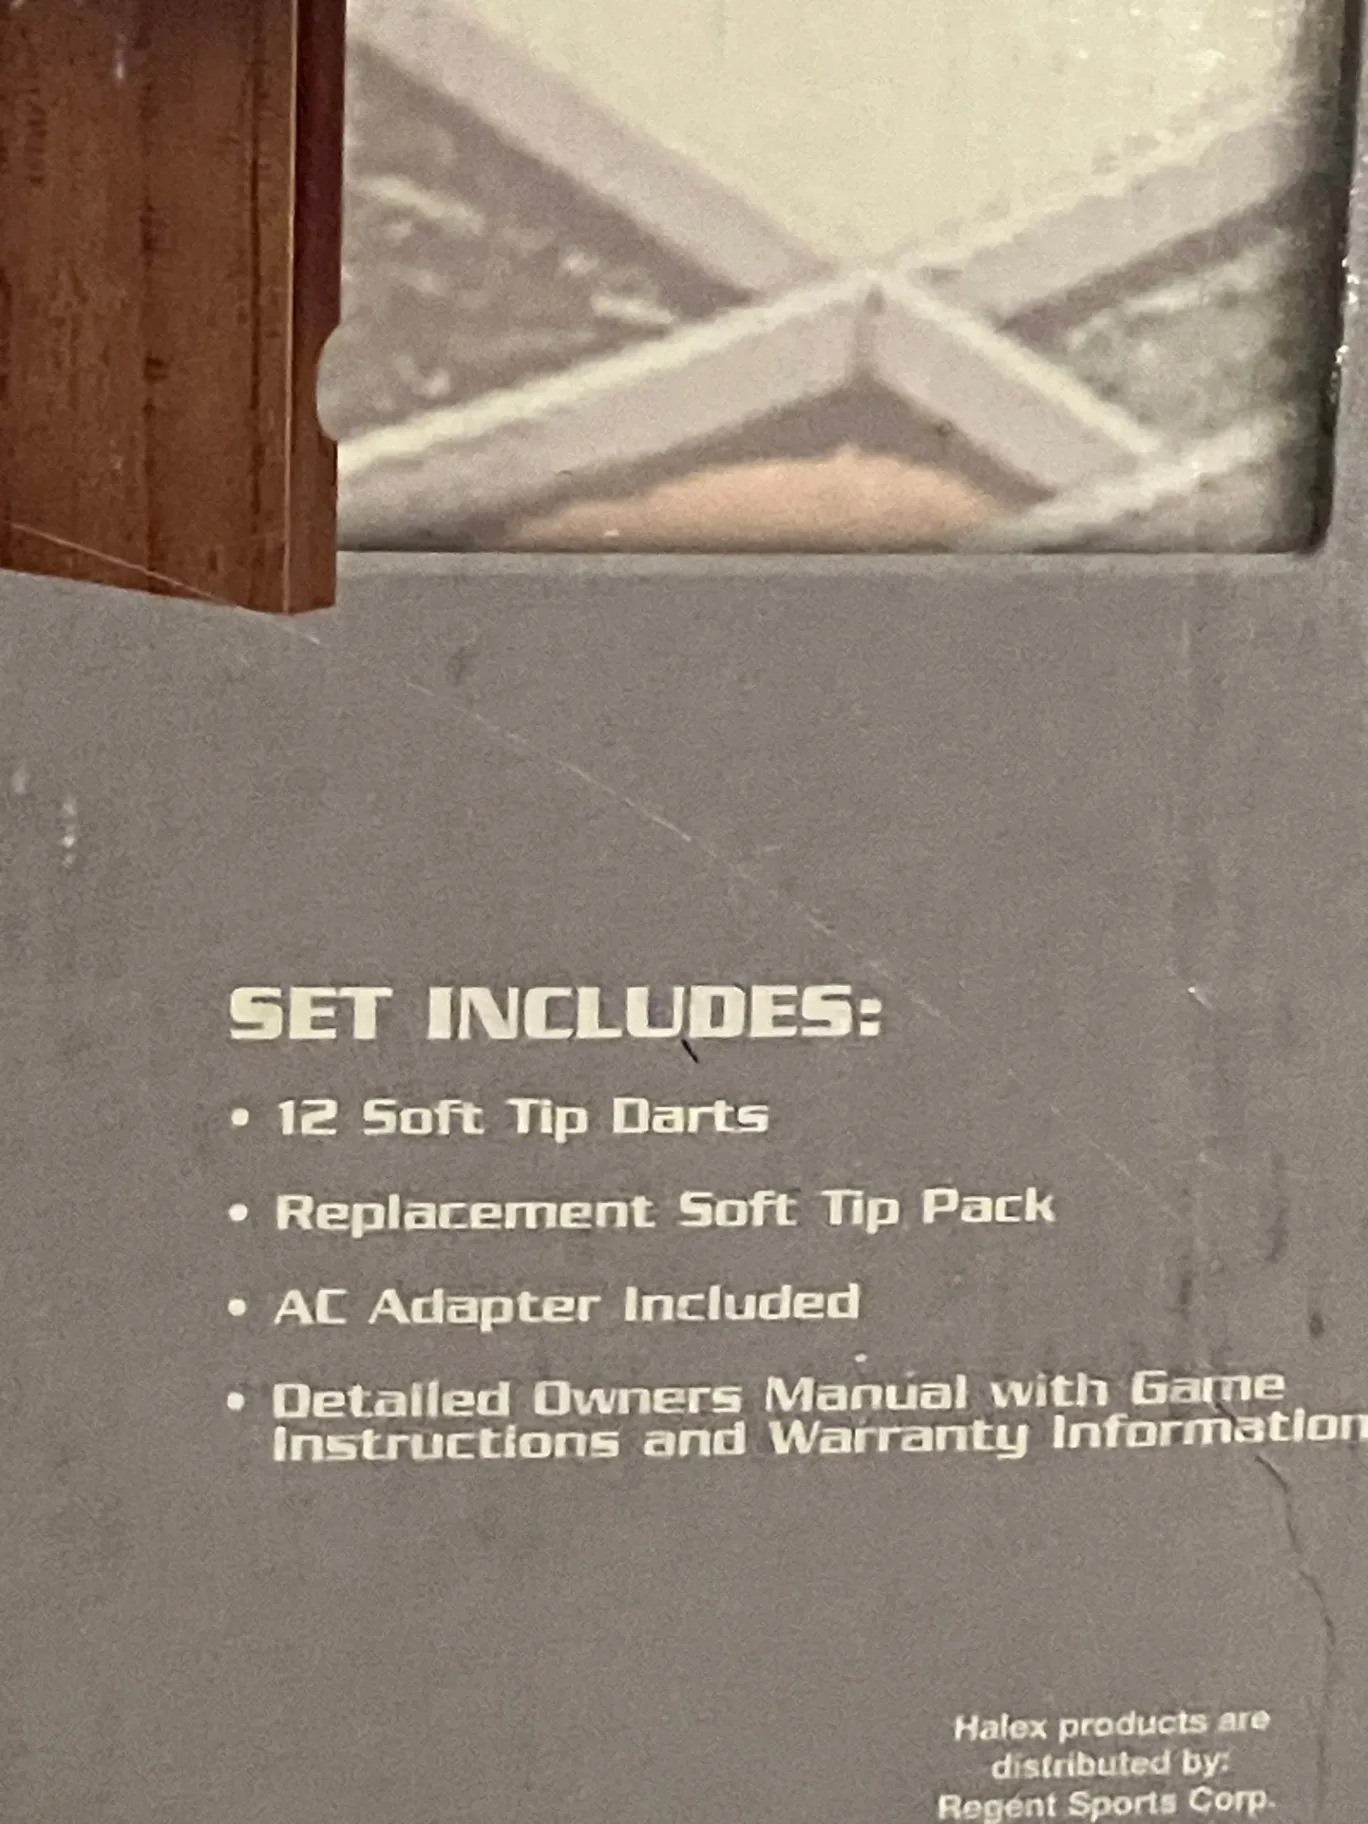 SET INCLUDES:
• 12 Soft Tip Darts
• Replacement Soft Tip Pack
• AC Adapter Included
• Detailed Owners Manual with Game
Instructions and Warranty Information
Halex products are
distributed by:
Regent Sports Corp.